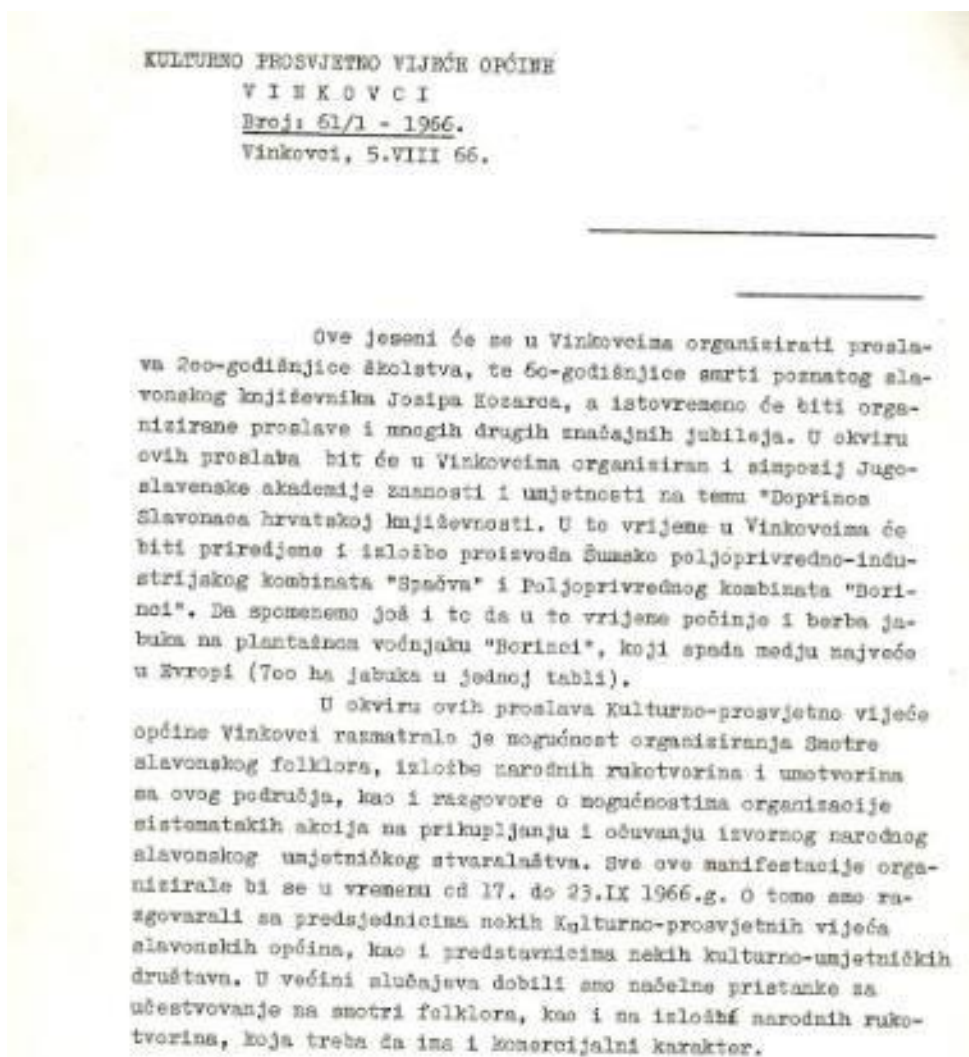 KULTURNO PROSVJETNO VIJEĆE OPĆINE
V I N K O V C I
Broj: 61/1 - 1966.
Vinkovci, 5.VIII 66.
Ove jeseni će se u Vinkovcima organizirati prosla-
va 2oo-godišnjice školstva, te 6o-godišnjice smrti poznatog sla-
vonskog književnika Josipa Kozarca, a istovremeno će biti orga-
nizirane proslave i mnogih drugih značajnih jubileja. U okviru
ovih proslava bit će u Vinkovcima organiziran i simpozij Jugo-
slavenske akademije znanosti i umjetnosti na temu "Doprinos
Slavonaca hrvatskoj književnosti. U to vrijeme u Vinkovcima će
biti priredjene i izložbe proizvoda Šumsko poljoprivredno-indu-
strijskog kombinata "Spačva" i Poljoprivrednog kombinata "Bori-
nci". Da spomenemo još i to da u to vrijeme počinje i berba ja-
buka na plantažnom voćnjaku "Borinci", koji spada medju najveće
u Evropi (7oo ha jabuka u jednoj tabli).
U okviru ovih proslava Kulturno-prosvjetno vijeće
općine Vinkovci razmatralo je mogućnost organiziranja Smotre
slavonskog folklora, izložbe narodnih rukotvorina i umotvorina
sa ovog područja, kao i razgovore o mogućnostima organizacije
sistematskih akcija na prikupljanju i očuvanju izvornog narodnog
slavonskog umjetničkog stvaralaštva. Sve ove manifestacije orga-
nizirale bi se u vremenu od 17. do 23.IX 1966.g. O tome smo ra-
zgovarali sa predsjednicima nekih Kulturno-prosvjetnih vijeća
slavonskih općina, kao i predstavnicima nekih kulturno-umjetničkih
društava. U većini slučajeva dobili smo načelne pristanke za
učestvovanje na smotri folklora, kao i na izložbi narodnih ruko-
tvorina, koja treba da ima i komercijalni karakter.